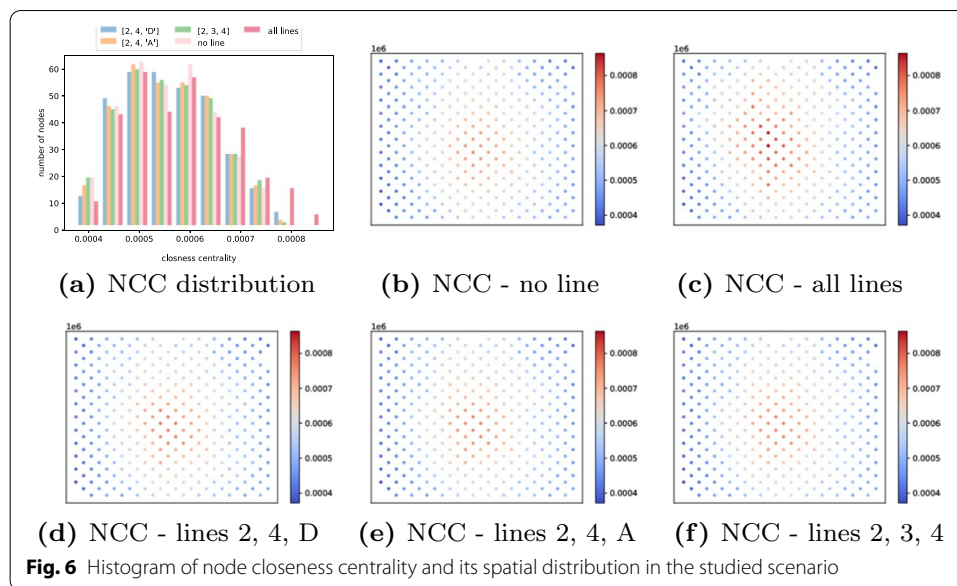 [2, 4, 'D'] [2, 3, 4] all lines
[2, 4, 'A'] no line
number of nodes
60
50
40
30
20
10
0
0.0004 0.0005 0.0006 0.0007 0.0008
closness centrality
(a) NCC distribution
1e6
0.0008
0.0007
0.0006
0.0005
0.0004
(b) NCC - no line
1e6
0.0008
0.0007
0.0006
0.0005
0.0004
(c) NCC - all lines
1e6
0.0008
0.0007
0.0006
0.0005
0.0004
(d) NCC - lines 2, 4, D
1e6
0.0008
0.0007
0.0006
0.0005
0.0004
(e) NCC - lines 2, 4, A
1e6
0.0008
0.0007
0.0006
0.0005
0.0004
(f) NCC - lines 2, 3, 4
Fig. 6 Histogram of node closeness centrality and its spatial distribution in the studied scenario